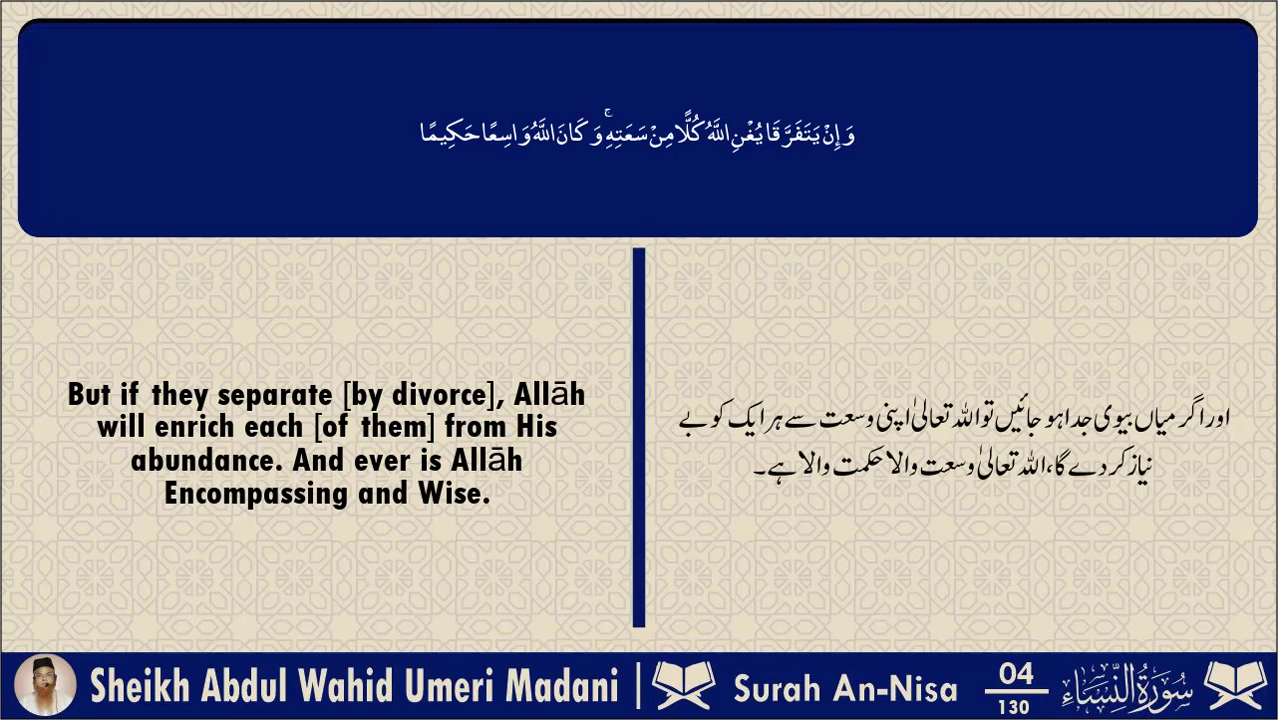 وَإِنْ يَتَفَرَّقَا يُغْنِ اللَّهُ كُلًّا مِنْ سَعَتِهِ ۚ وَكَانَ اللَّهُ وَاسِعًا حَكِيمًا
But if they separate [by divorce], Allāh
will enrich each [of them] from His
abundance. And ever is Allāh
Encompassing and Wise.
اور اگر میاں بیوی جدا ہو جائیں تو اللہ تعالیٰ اپنی وسعت سے ہر ایک کو بے
نیاز کر دے گا، اللہ تعالیٰ وسعت والا حکمت والا ہے۔
Sheikh Abdul Wahid Umeri Madani |
Surah An-Nisa
04
130
سُورَةُ النِّسَاء